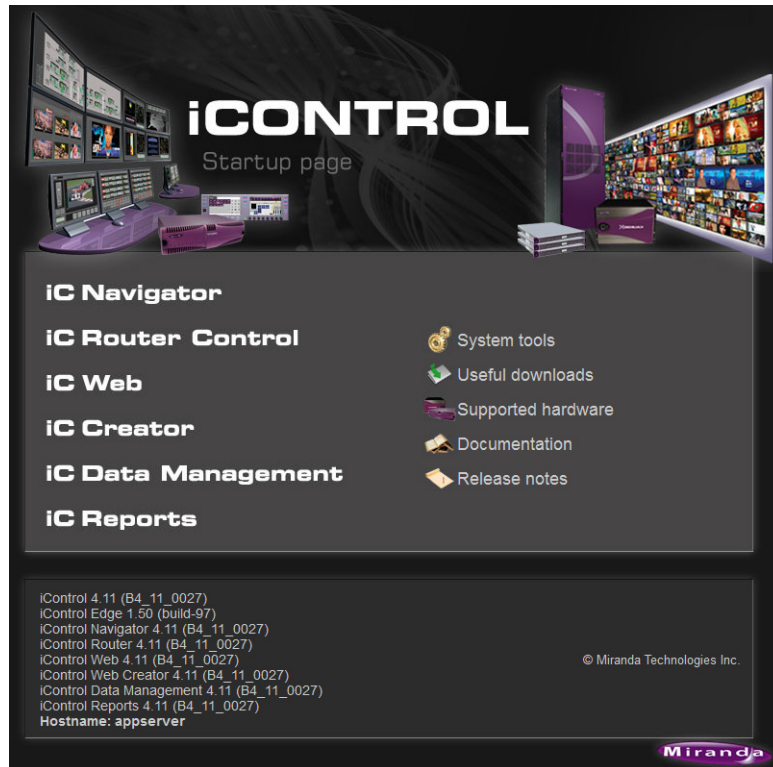 iCONTROL
Startup page
iC Navigator
iC Router Control
iC Web
iC Creator
iC Data Management
iC Reports
System tools
Useful downloads
Supported hardware
Documentation
Release notes
iControl 4.11 (B4_11_0027)
iControl Edge 1.50 (build-97)
iControl Navigator 4.11 (B4_11_0027)
iControl Router 4.11 (B4_11_0027)
iControl Web 4.11 (B4_11_0027)
iControl Web Creator 4.11 (B4_11_0027)
iControl Data Management 4.11 (B4_11_0027)
iControl Reports 4.11 (B4_11_0027)
Hostname: appserver
© Miranda Technologies Inc.
Miranda